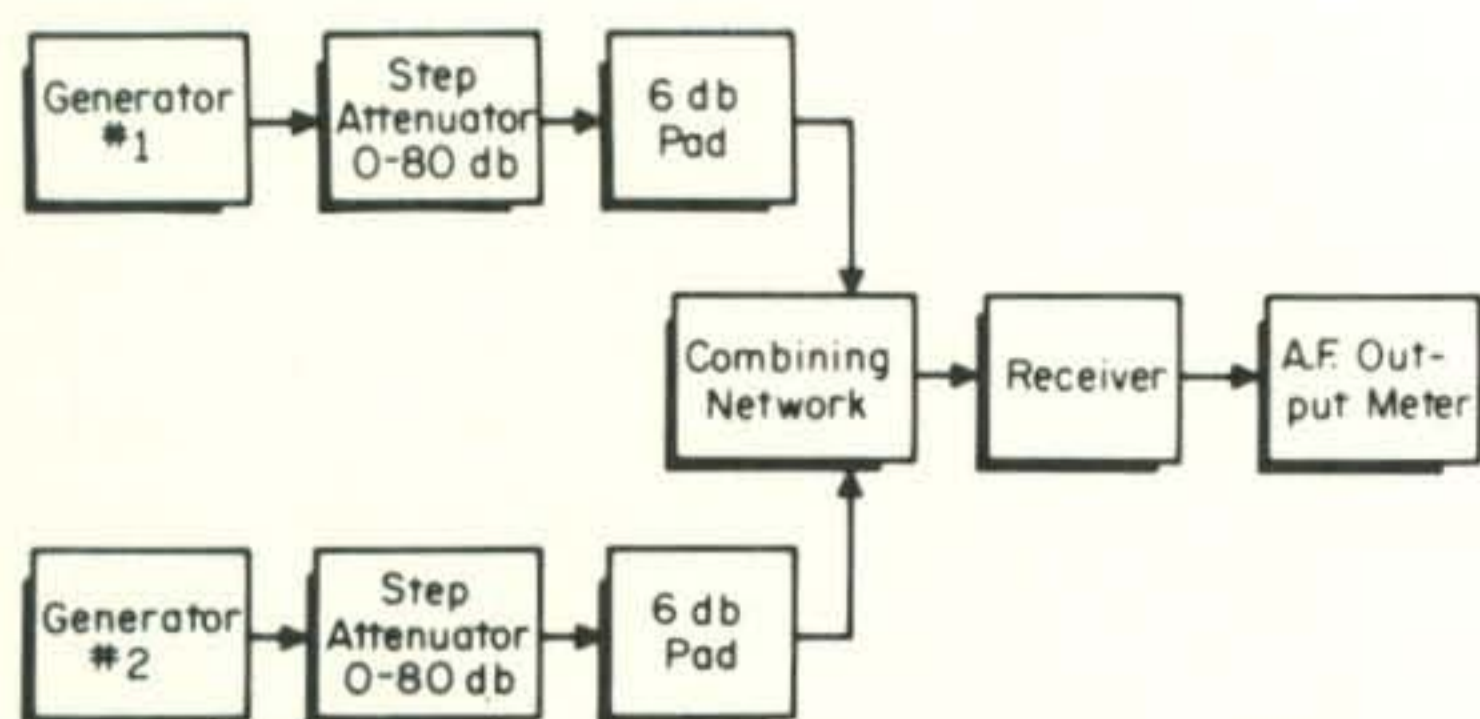 Generator
#1
Step
Attenuator
0-80 db
6 db
Pad
Combining
Network
Receiver
A.F. Out-
put Meter
Generator
#2
Step
Attenuator
0-80 db
6 db
Pad